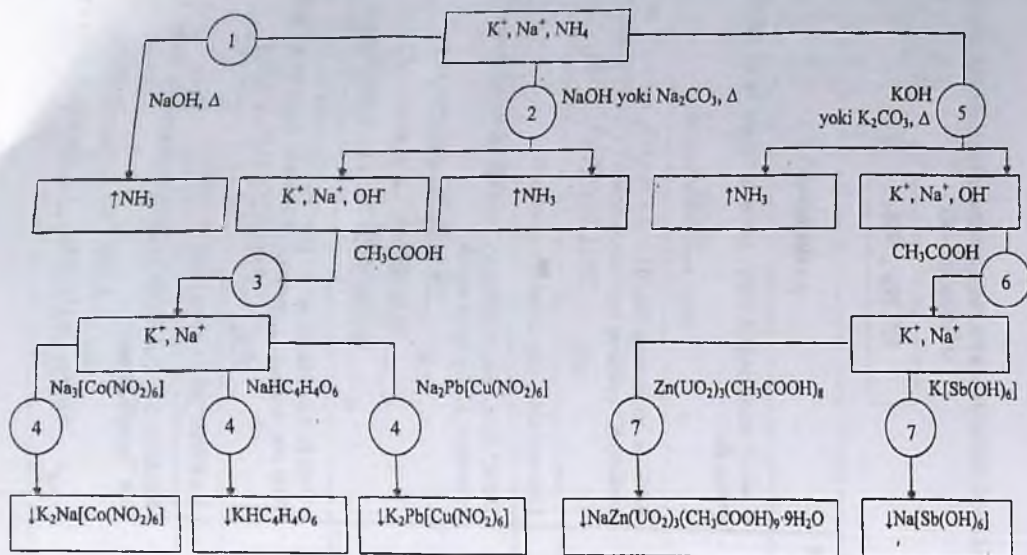 K⁺, Na⁺, NH₄
1
NaOH, Δ
2
NaOH yoki Na₂CO₃, Δ
KOH
yoki K₂CO₃, Δ
5
↑NH₃
K⁺, Na⁺, OH⁻
↑NH₃
↑NH₃
K⁺, Na⁺, OH⁻
CH₃COOH
3
CH₃COOH
6
K⁺, Na⁺
K⁺, Na⁺
Na₃[Co(NO₂)₆]
NaHC₄H₄O₆
Na₂Pb[Cu(NO₂)₆]
Zn(UO₂)₃(CH₃COOH)₈
K[Sb(OH)₆]
4
4
4
7
7
↓K₂Na[Co(NO₂)₆]
↓KHC₄H₄O₆
↓K₂Pb[Cu(NO₂)₆]
↓NaZn(UO₂)₃(CH₃COOH)₉·9H₂O
↓Na[Sb(OH)₆]